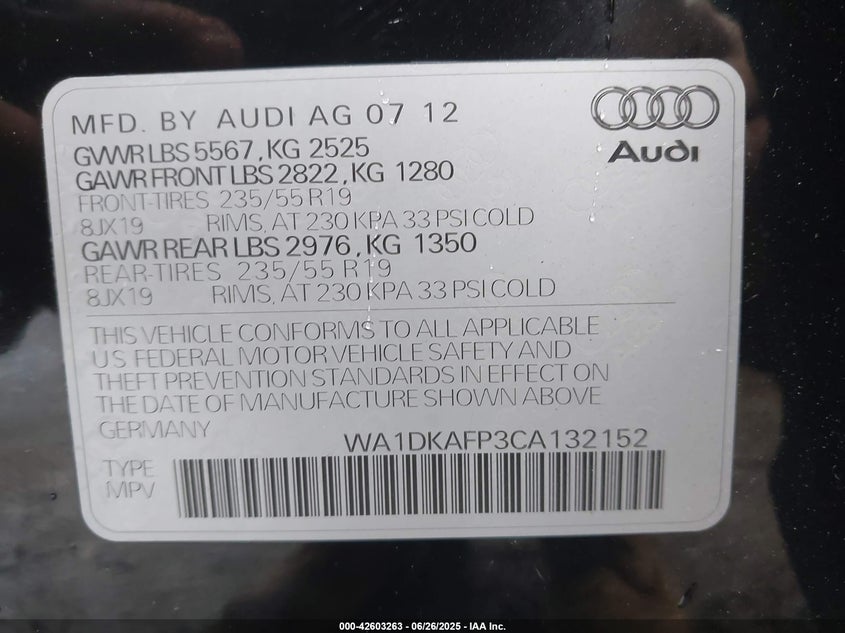 MFD. BY AUDI AG 07 12
Audi
GVWR LBS 5567, KG 2525
GAWR FRONT LBS 2822, KG 1280
FRONT-TIRES 235/55 R19
8JX19 RIMS, AT 230 KPA 33 PSI COLD
GAWR REAR LBS 2976, KG 1350
REAR-TIRES 235/55 R19
8JX19 RIMS, AT 230 KPA 33 PSI COLD
THIS VEHICLE CONFORMS TO ALL APPLICABLE
US FEDERAL MOTOR VEHICLE SAFETY AND
THEFT PREVENTION STANDARDS IN EFFECT ON
THE DATE OF MANUFACTURE SHOWN ABOVE
GERMANY WA1DKAFP3CA132152
TYPE
MPV
000-42603263 - 06/26/2025 - IAA Inc.